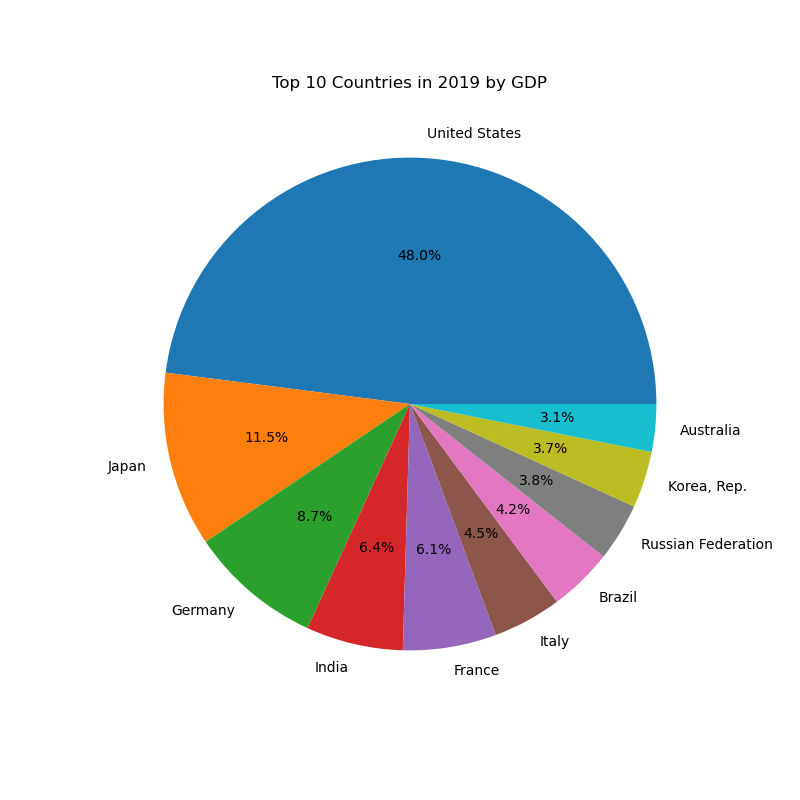 Top 10 Countries in 2019 by GDP
United States
48.0%
Japan
11.5%
Germany
8.7%
India
6.4%
France
6.1%
Italy
4.5%
Brazil
4.2%
Russian Federation
3.8%
Korea, Rep.
3.7%
Australia
3.1%